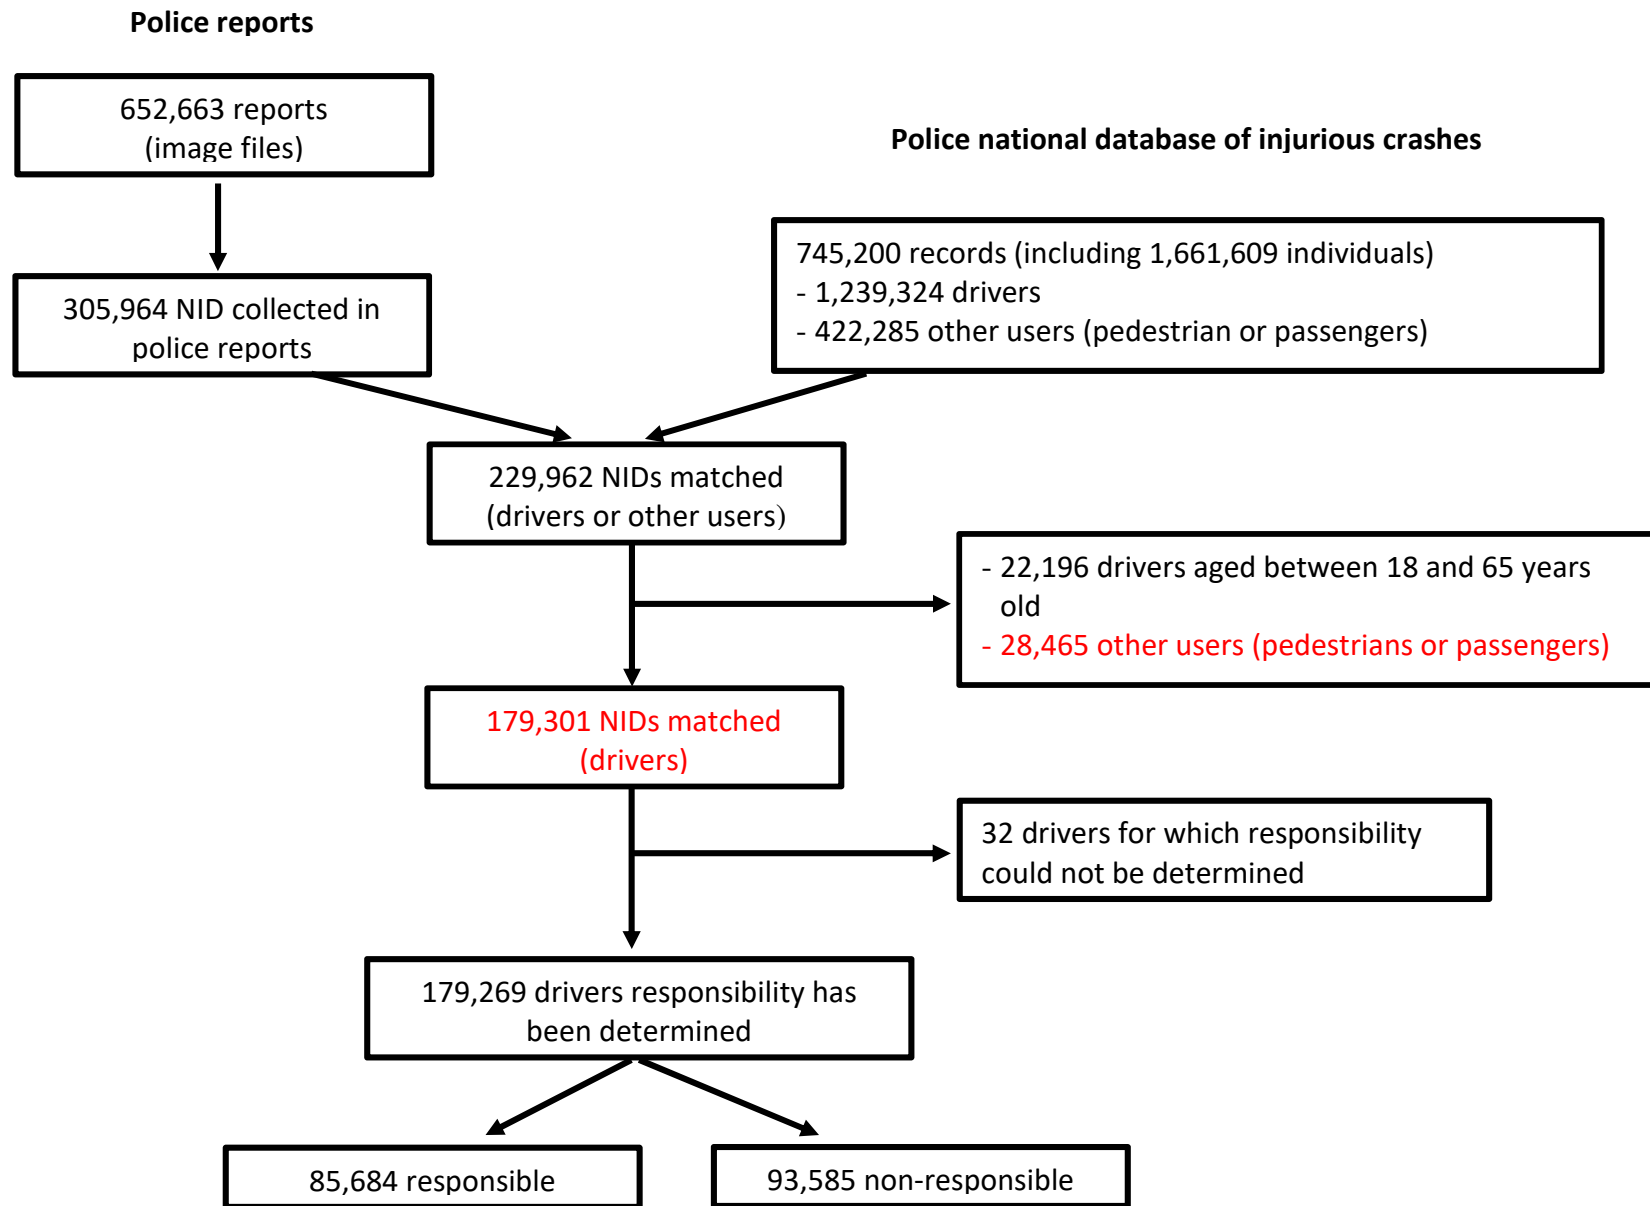 Police reports
652,663 reports
(image files)
Police national database of injurious crashes
745,200 records (including 1,661,609 individuals)
- 1,239,324 drivers
- 422,285 other users (pedestrian or passengers)
305,964 NID collected in
police reports
229,962 NIDs matched
(drivers or other users)
- 22,196 drivers aged between 18 and 65 years
old
- 28,465 other users (pedestrians or passengers)
179,301 NIDs matched
(drivers)
32 drivers for which responsibility
could not be determined
179,269 drivers responsibility has
been determined
85,684 responsible
93,585 non-responsible